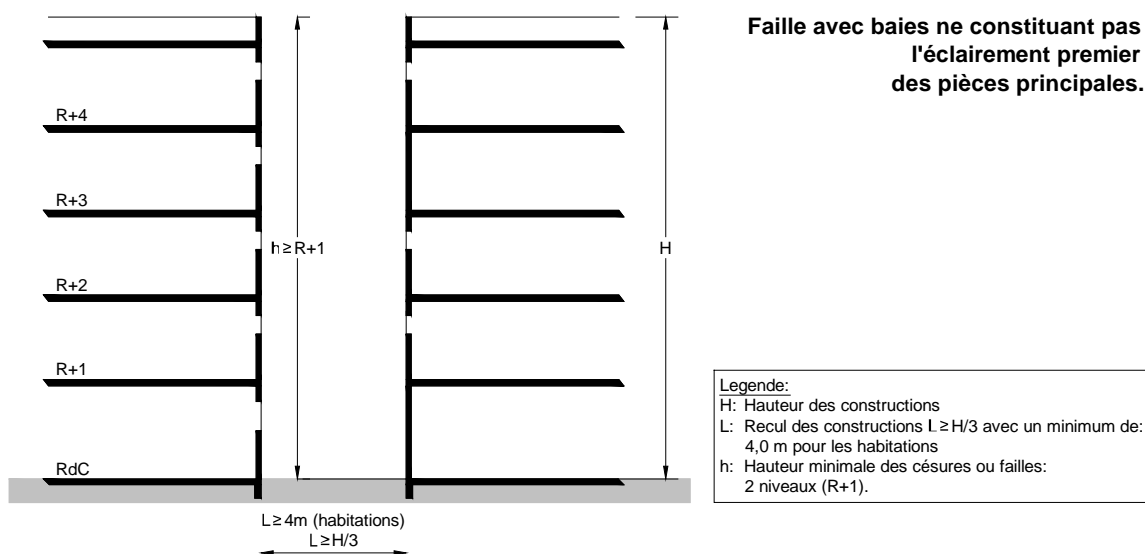 Faille avec baies ne constituant pas
l'éclairement premier
des pièces principales.
R+4
R+3
h ≥ R+1
H
R+2
R+1
RdC
L ≥ 4m (habitations)
L ≥ H/3
Legende:
H: Hauteur des constructions
L: Recul des constructions L ≥ H/3 avec un minimum de:
4,0 m pour les habitations
h: Hauteur minimale des césures ou failles:
2 niveaux (R+1).